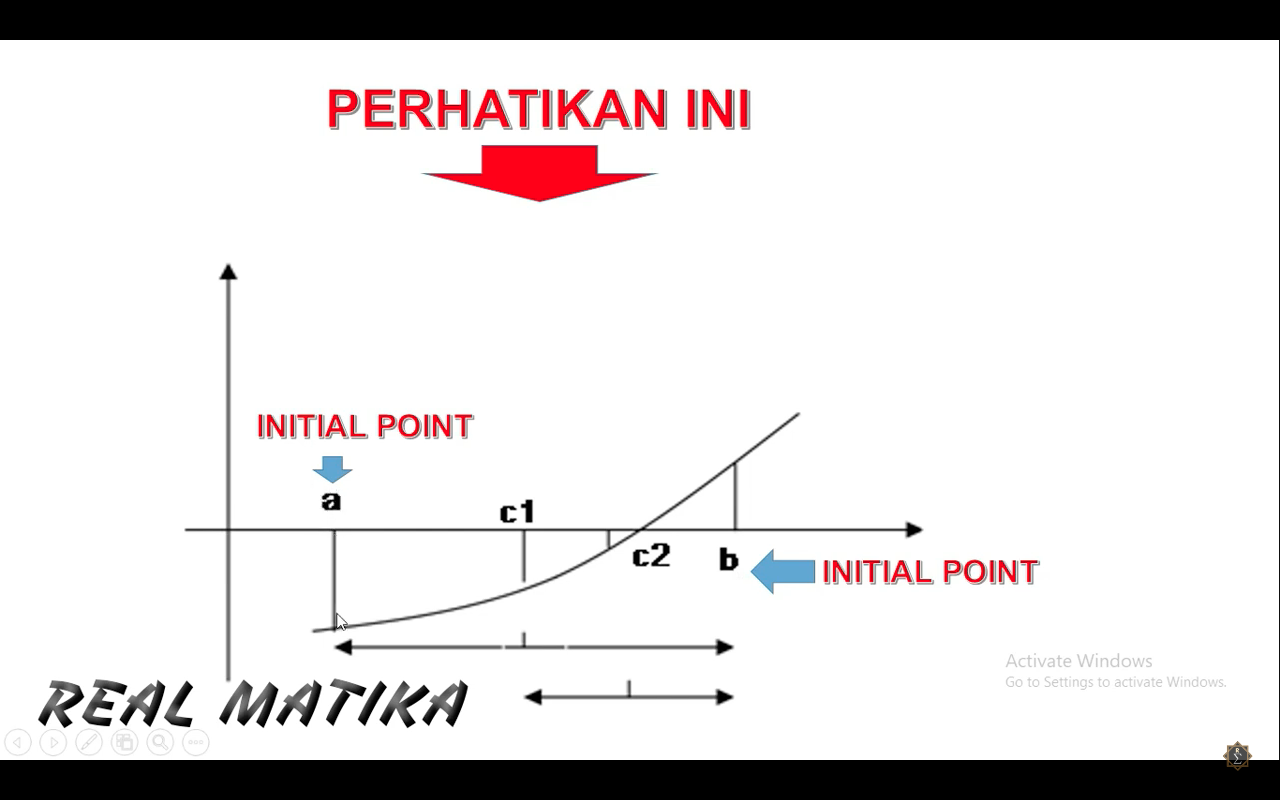 PERHATIKAN INI
INITIAL POINT
a
c1
c2
b
INITIAL POINT
Activate Windows
Go to Settings to activate Windows.
REAL MATIKA